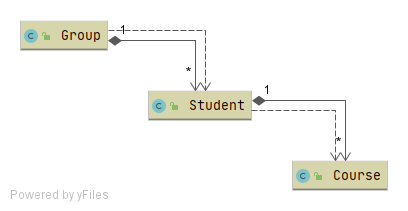 C Group
1
*
C Student
1
*
C Course
Powered by yFiles